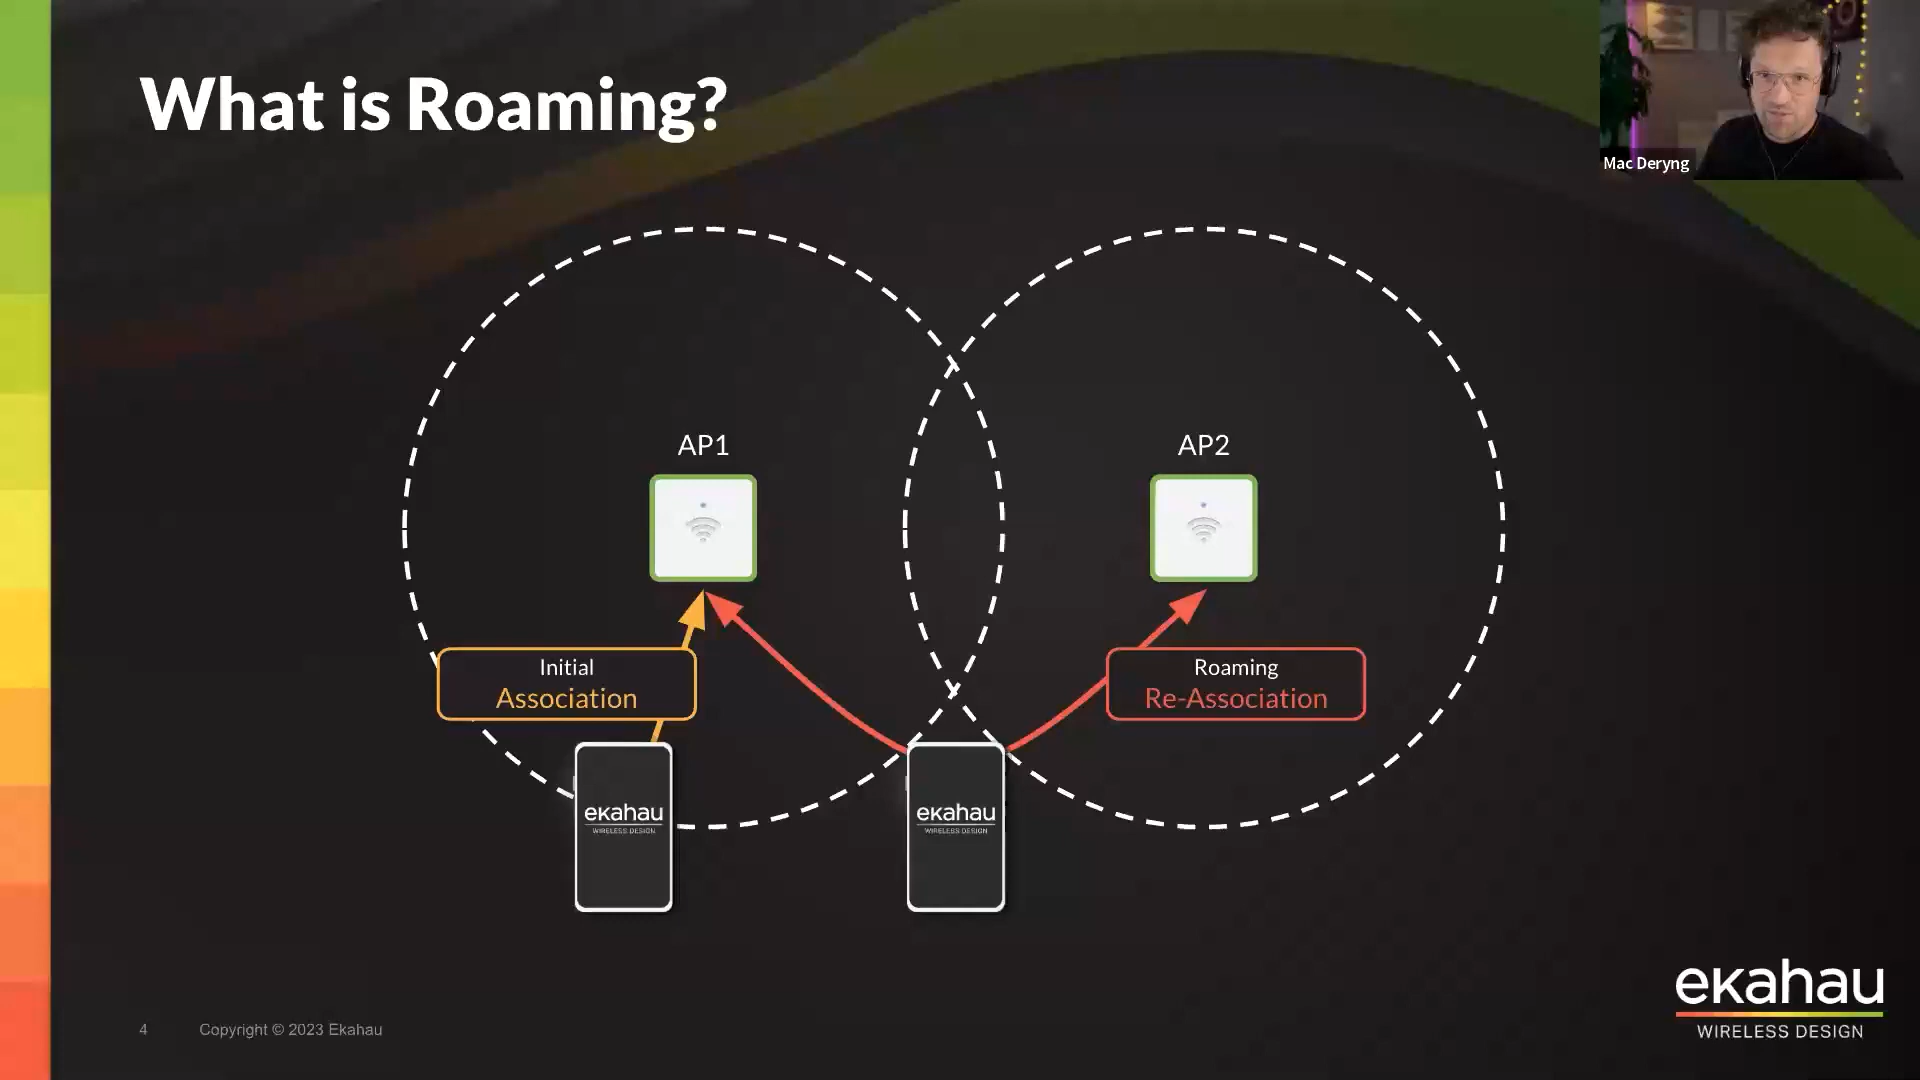 What is Roaming?
Mac Deryng
AP1
AP2
Initial
Association
Roaming
Re-Association
ekahau
WIRELESS DESIGN
ekahau
WIRELESS DESIGN
ekahau
WIRELESS DESIGN
4
Copyright © 2023 Ekahau